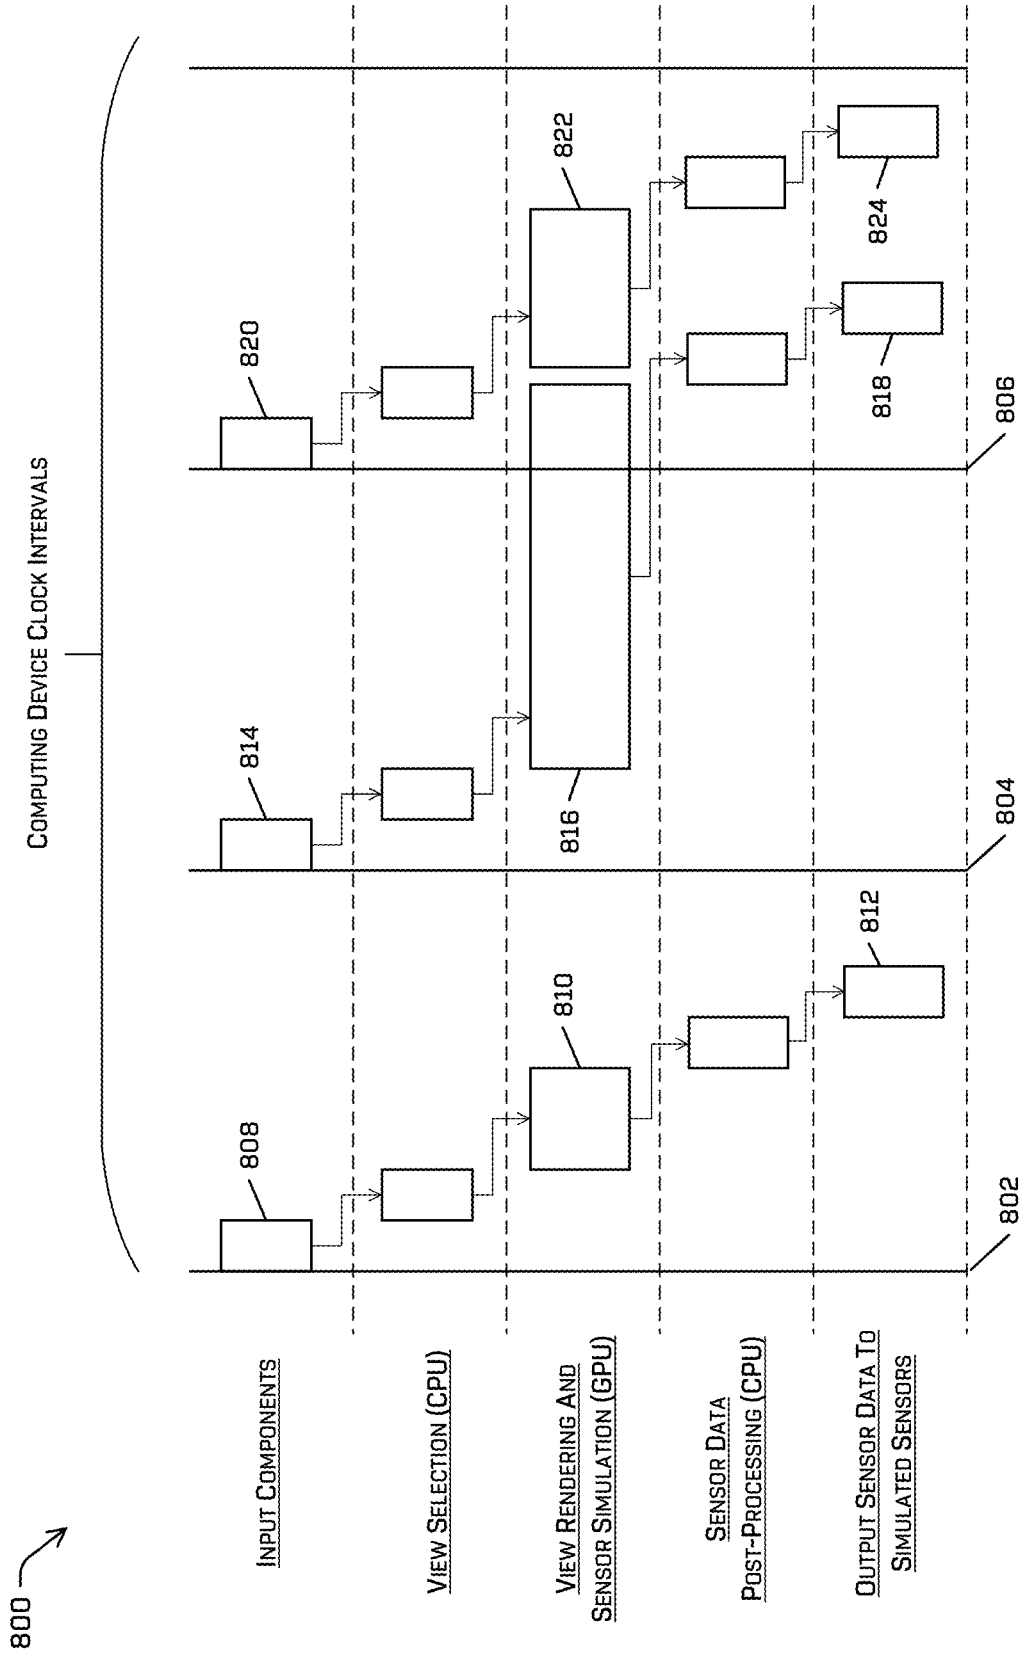 800
COMPUTING DEVICE CLOCK INTERVALS
INPUT COMPONENTS
808
814
820
VIEW SELECTION (CPU)
VIEW RENDERING AND
SENSOR SIMULATION (GPU)
810
816
822
SENSOR DATA
POST-PROCESSING (CPU)
OUTPUT SENSOR DATA TO
SIMULATED SENSORS
812
818
824
802
804
806